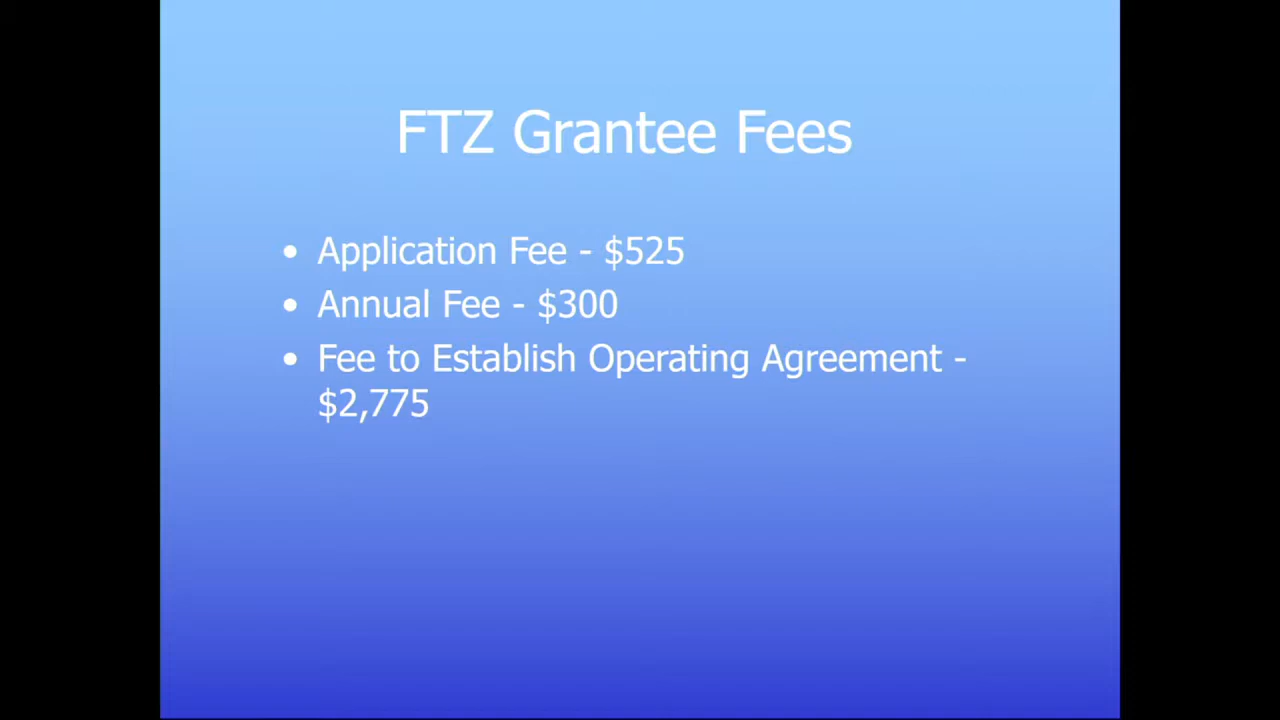 FTZ Grantee Fees
• Application Fee - $525
• Annual Fee - $300
• Fee to Establish Operating Agreement -
$2,775